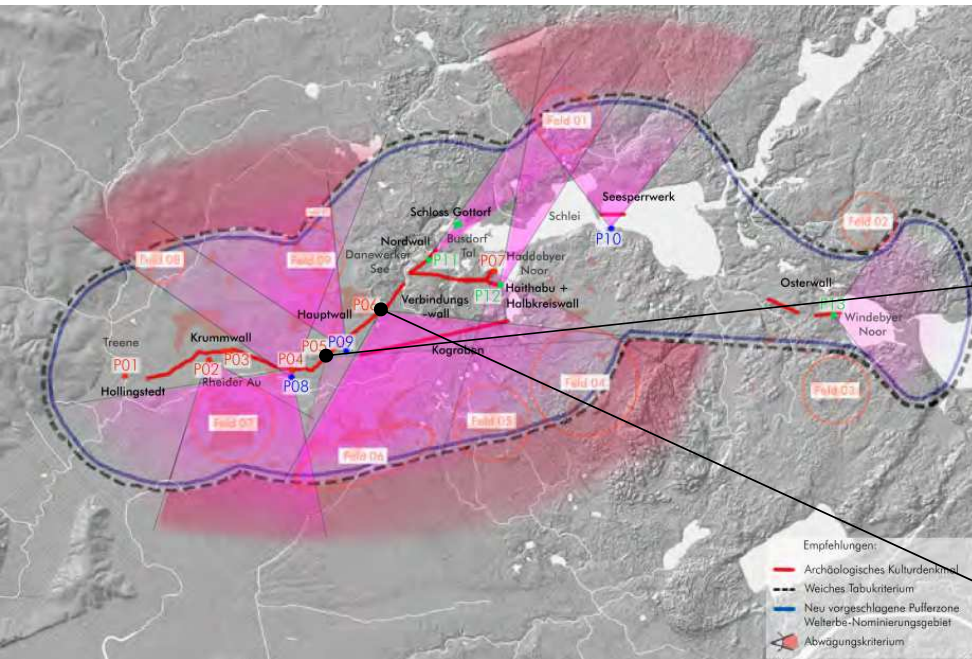 Feld 01
Seesperrwerk
Schloss Gottorf
Schlei
Feld 02
P10
Nordwall
Busdorf
Tal
P11
Danewerker
See
P07
Haddebyer
Noor
Feld 08
Feld 09
P12
Haithabu +
Halbkreiswall
Osterwall
P06
Verbindungs
-wall
P13
Windebyer
Noor
Hauptwall
Treene
Krummwall
P05
P09
Kograben
P01
P02
P03
P04
Hollingstedt
Rheider Au
P08
Feld 04
Feld 03
Feld 07
Feld 05
Feld 06
Empfehlungen:
Archäologisches Kulturdenkmal
Weiches Tabukriterium
Neu vorgeschlagene Pufferzone
Welterbe-Nominierungsgebiet
Abwägungskriterium